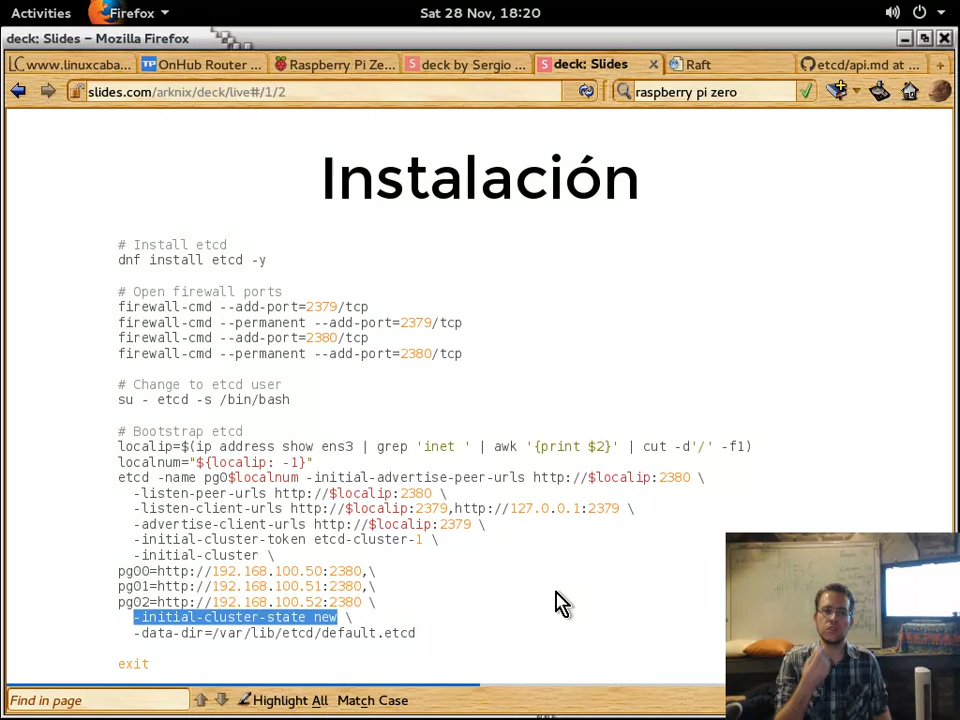 Activities Firefox Sat 28 Nov, 18:20
deck: Slides – Mozilla Firefox
www.linuxcaba... OnHub Router ... Raspberry Pi Ze... deck by Sergio ... deck: Slides Raft etcd/api.md at ...
slides.com/arknix/deck/live#/1/2 raspberry pi zero
Instalación
# Install etcd
dnf install etcd -y
# Open firewall ports
firewall-cmd --add-port=2379/tcp
firewall-cmd --permanent --add-port=2379/tcp
firewall-cmd --add-port=2380/tcp
firewall-cmd --permanent --add-port=2380/tcp
# Change to etcd user
su - etcd -s /bin/bash
# Bootstrap etcd
localip=$(ip address show ens3 | grep 'inet ' | awk '{print $2}' | cut -d'/' -f1)
localnum="${localip: -1}"
etcd -name pg0$localnum -initial-advertise-peer-urls http://$localip:2380 \
-listen-peer-urls http://$localip:2380 \
-listen-client-urls http://$localip:2379,http://127.0.0.1:2379 \
-advertise-client-urls http://$localip:2379 \
-initial-cluster-token etcd-cluster-1 \
-initial-cluster \
pg00=http://192.168.100.50:2380,\
pg01=http://192.168.100.51:2380,\
pg02=http://192.168.100.52:2380 \
-initial-cluster-state new \
-data-dir=/var/lib/etcd/default.etcd
exit
Find in page Highlight All Match Case